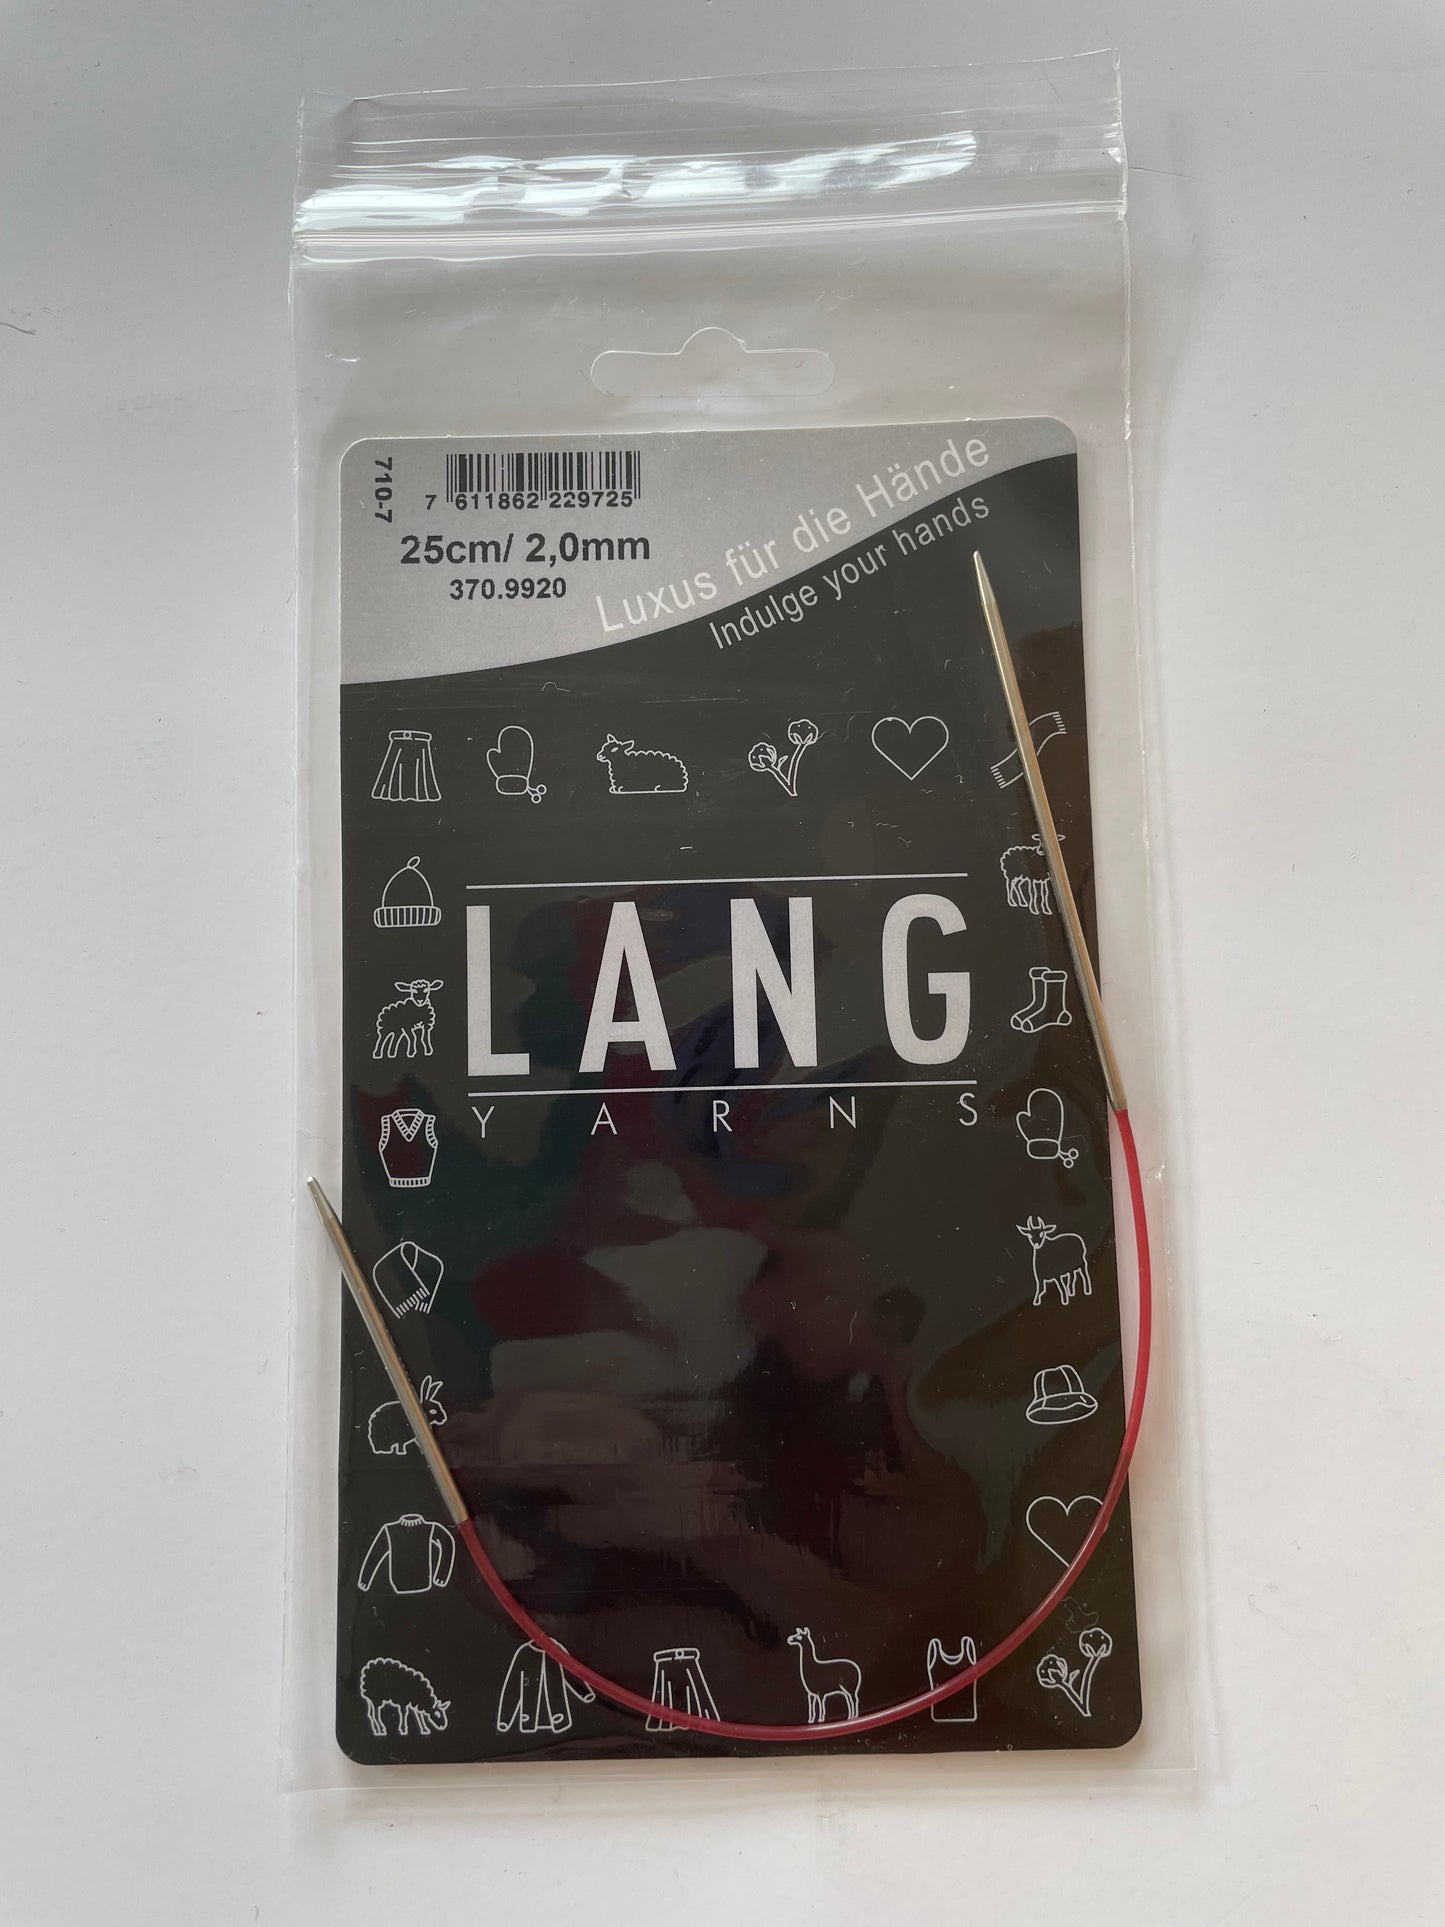 710-7
7 611862 229725
25cm/ 2,0mm
370.9920
Luxus für die Hände
Indulge your hands
LANG
YARNS